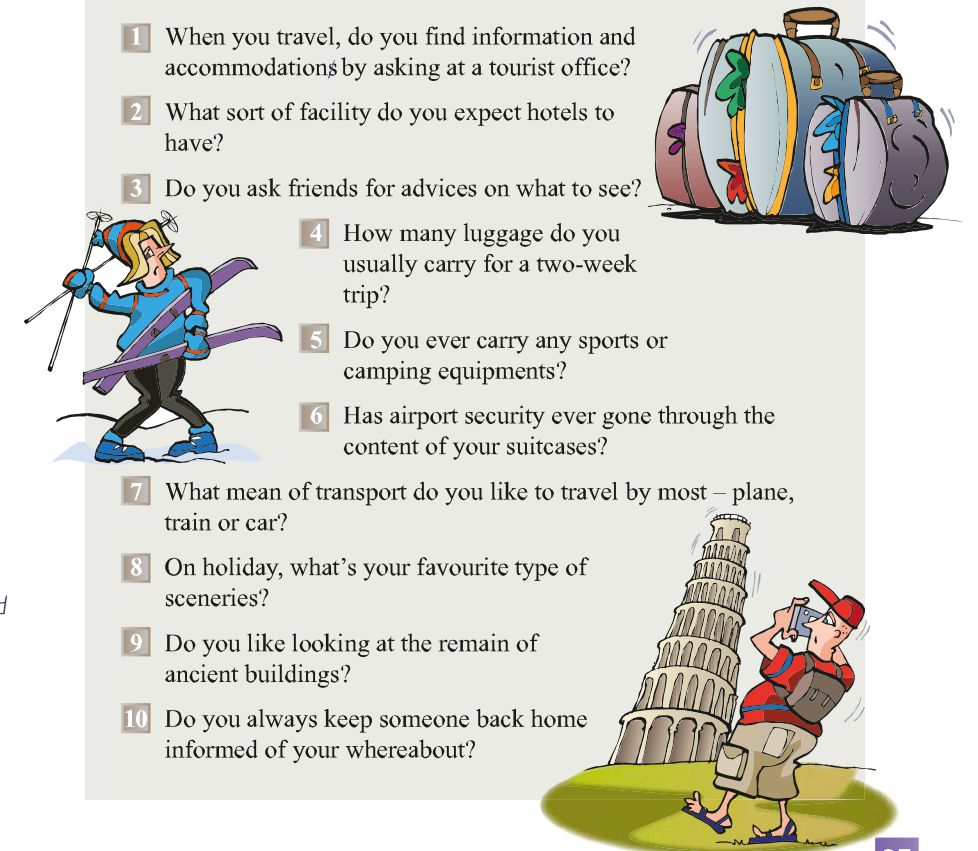 1 When you travel, do you find information and
accommodations by asking at a tourist office?
2 What sort of facility do you expect hotels to
have?
3 Do you ask friends for advices on what to see?
4 How many luggage do you
usually carry for a two-week
trip?
5 Do you ever carry any sports or
camping equipments?
6 Has airport security ever gone through the
content of your suitcases?
7 What mean of transport do you like to travel by most – plane,
train or car?
8 On holiday, what's your favourite type of
sceneries?
9 Do you like looking at the remain of
ancient buildings?
10 Do you always keep someone back home
informed of your whereabout?